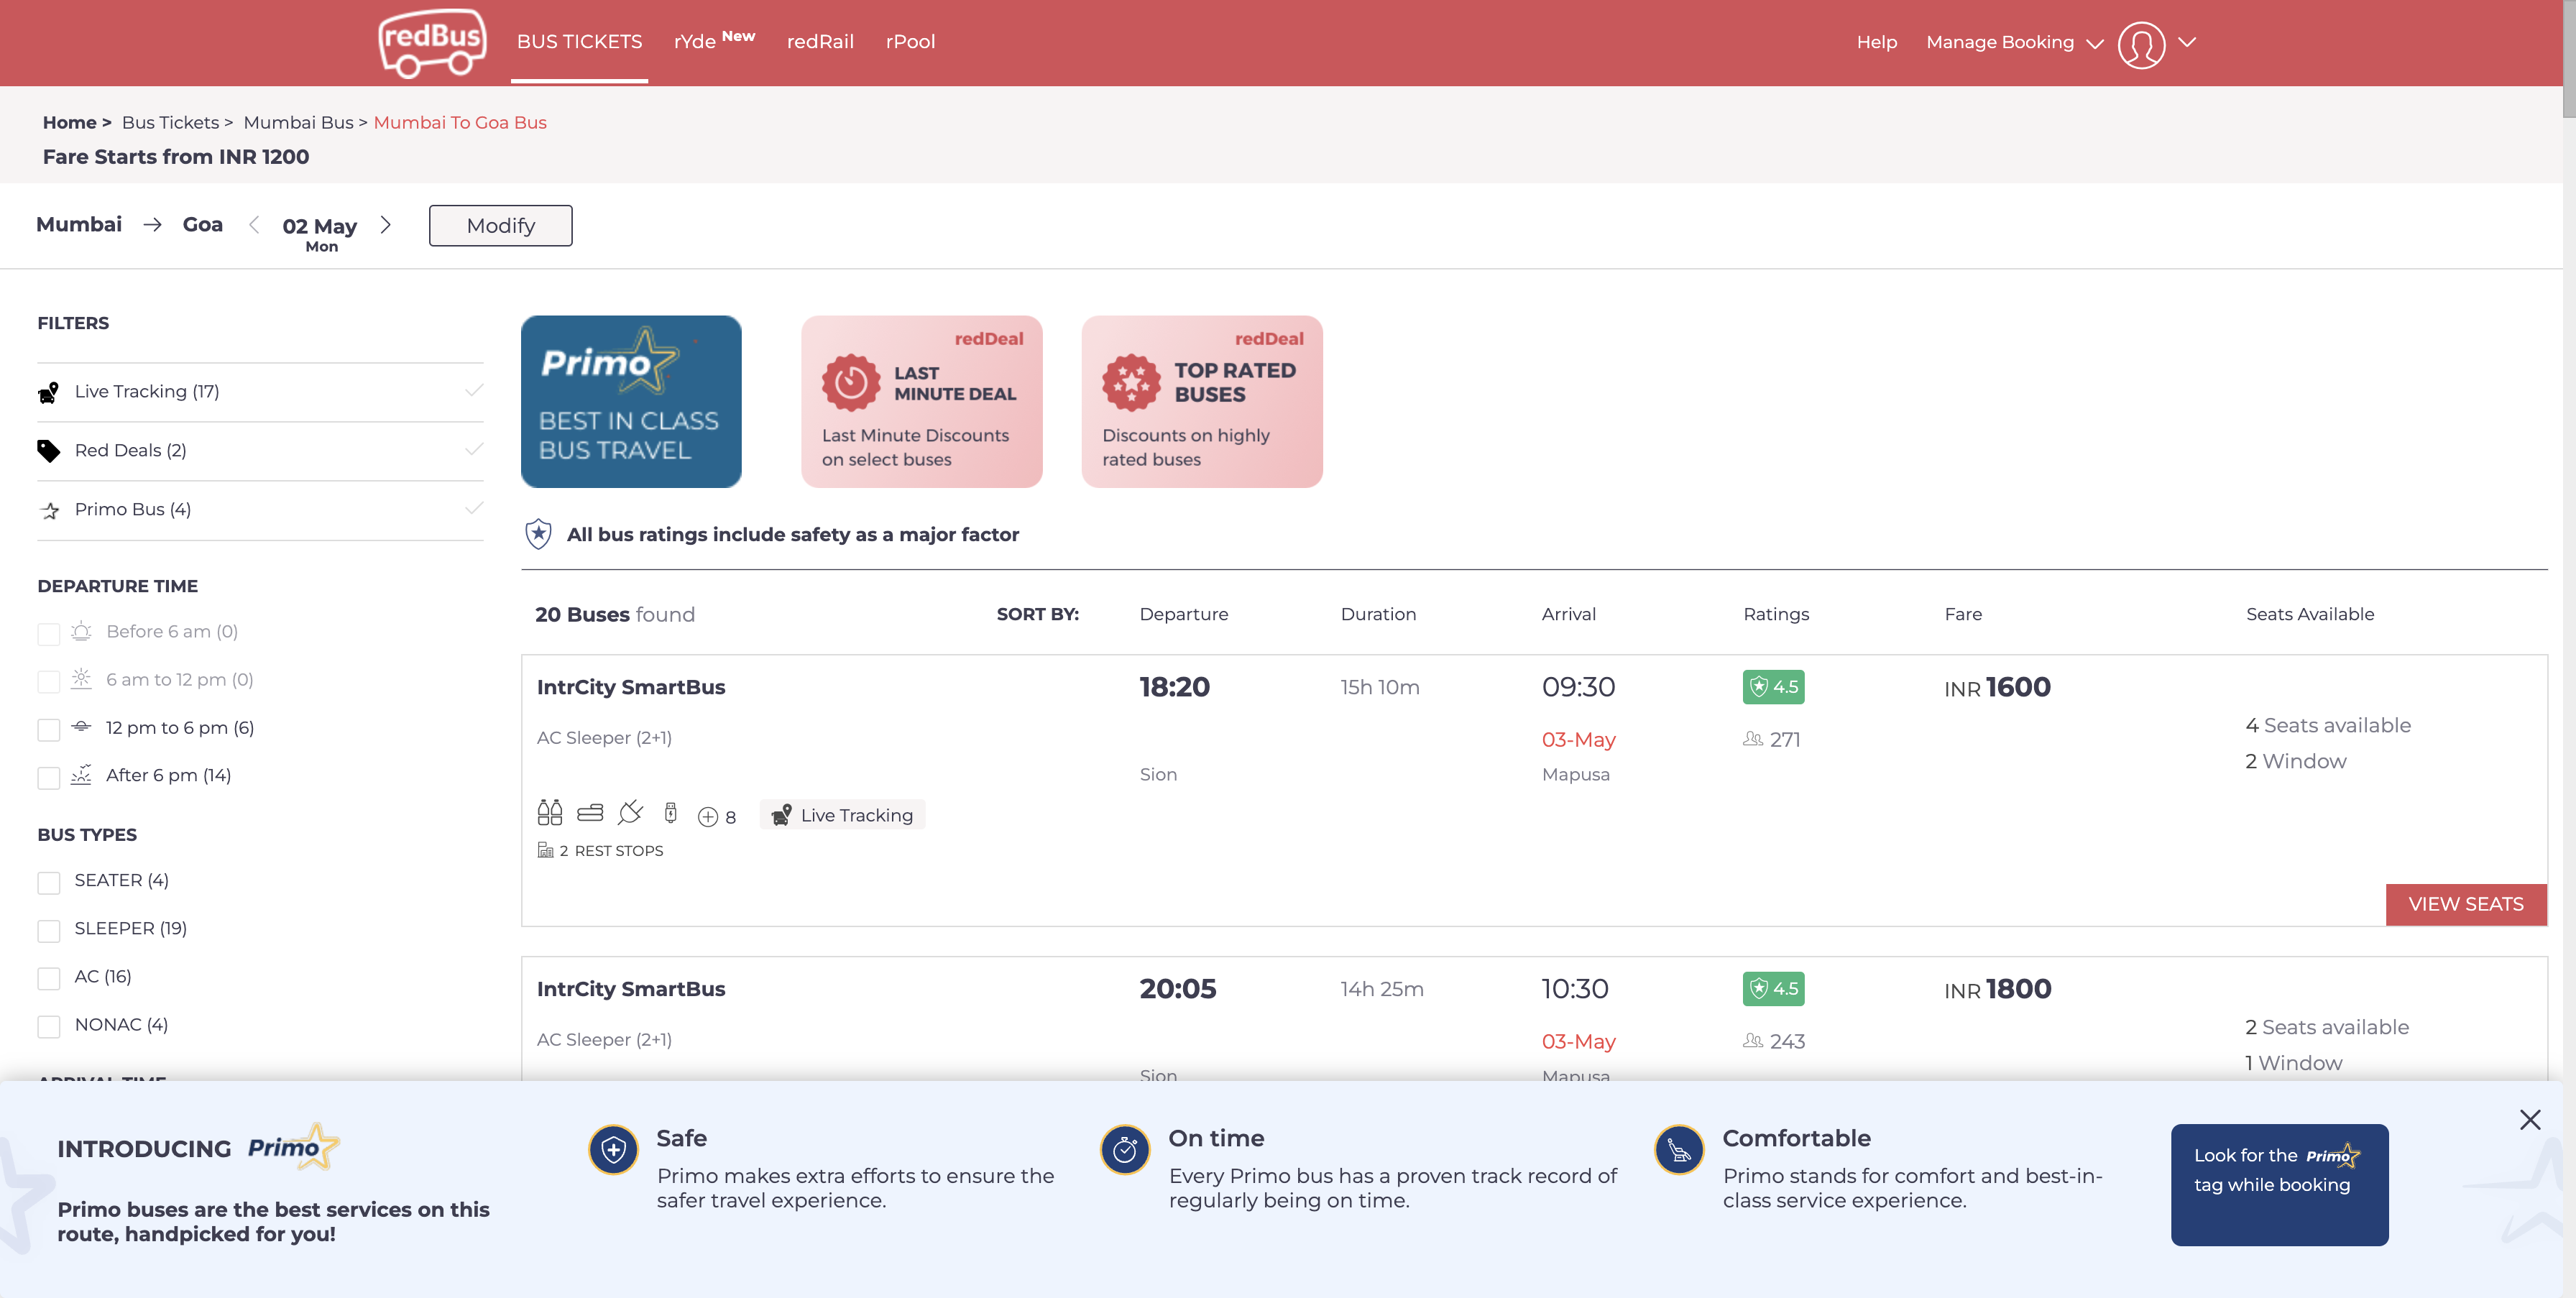 redBus
BUS TICKETS
rYde New
redRail
rPool
Help
Manage Booking
Home > Bus Tickets > Mumbai Bus > Mumbai To Goa Bus
Fare Starts from INR 1200
Mumbai → Goa < 02 May >
Mon
Modify
FILTERS
Live Tracking (17)
Red Deals (2)
Primo Bus (4)
DEPARTURE TIME
Before 6 am (0)
6 am to 12 pm (0)
12 pm to 6 pm (6)
After 6 pm (14)
BUS TYPES
SEATER (4)
SLEEPER (19)
AC (16)
NONAC (4)
ARRIVAL TIME
Primo
BEST IN CLASS
BUS TRAVEL
redDeal
LAST
MINUTE DEAL
Last Minute Discounts
on select buses
redDeal
TOP RATED
BUSES
Discounts on highly
rated buses
All bus ratings include safety as a major factor
20 Buses found
SORT BY:
Departure
Duration
Arrival
Ratings
Fare
Seats Available
IntrCity SmartBus
18:20
15h 10m
09:30
4.5
INR 1600
AC Sleeper (2+1)
03-May
271
4 Seats available
2 Window
Sion
Mapusa
8
Live Tracking
2 REST STOPS
VIEW SEATS
IntrCity SmartBus
20:05
14h 25m
10:30
4.5
INR 1800
AC Sleeper (2+1)
03-May
243
2 Seats available
1 Window
Sion
Mapusa
INTRODUCING Primo
Primo buses are the best services on this
route, handpicked for you!
Safe
Primo makes extra efforts to ensure the
safer travel experience.
On time
Every Primo bus has a proven track record of
regularly being on time.
Comfortable
Primo stands for comfort and best-in-
class service experience.
Look for the Primo
tag while booking